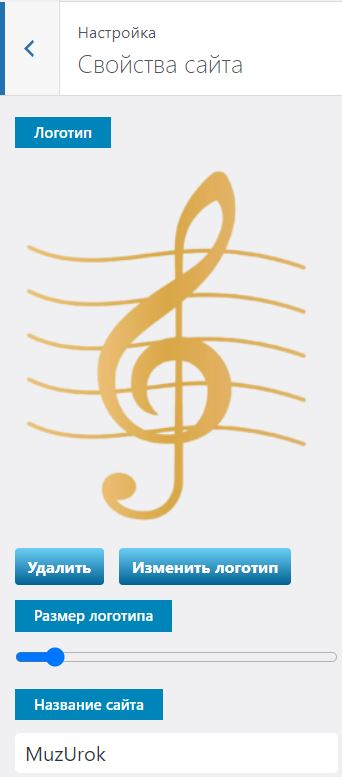 Настройка
Свойства сайта
Логотип
Удалить
Изменить логотип
Размер логотипа
Название сайта
MuzUrok